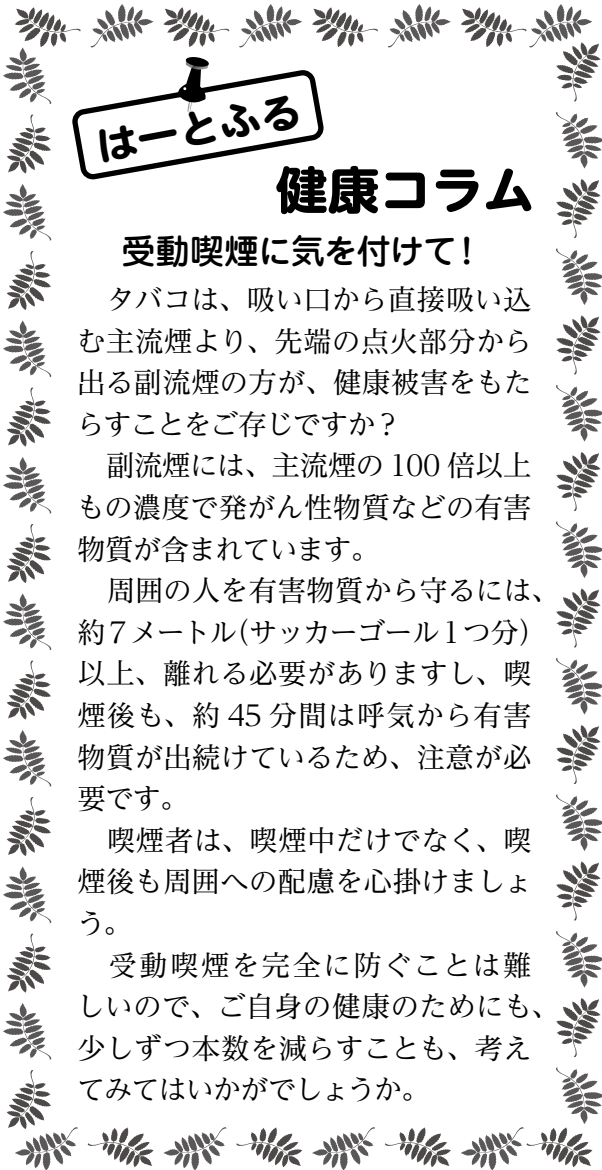 はーとふる
健康コラム
受動喫煙に気を付けて！
　タバコは、吸い口から直接吸い込
む主流煙より、先端の点火部分から
出る副流煙の方が、健康被害をもた
らすことをご存じですか？
　副流煙には、主流煙の 100 倍以上
もの濃度で発がん性物質などの有害
物質が含まれています。
　周囲の人を有害物質から守るには、
約７メートル(サッカーゴール１つ分)
以上、離れる必要がありますし、喫
煙後も、約 45 分間は呼気から有害
物質が出続けているため、注意が必
要です。
　喫煙者は、喫煙中だけでなく、喫
煙後も周囲への配慮を心掛けましょ
う。
　受動喫煙を完全に防ぐことは難
しいので、ご自身の健康のためにも、
少しずつ本数を減らすことも、考え
てみてはいかがでしょうか。